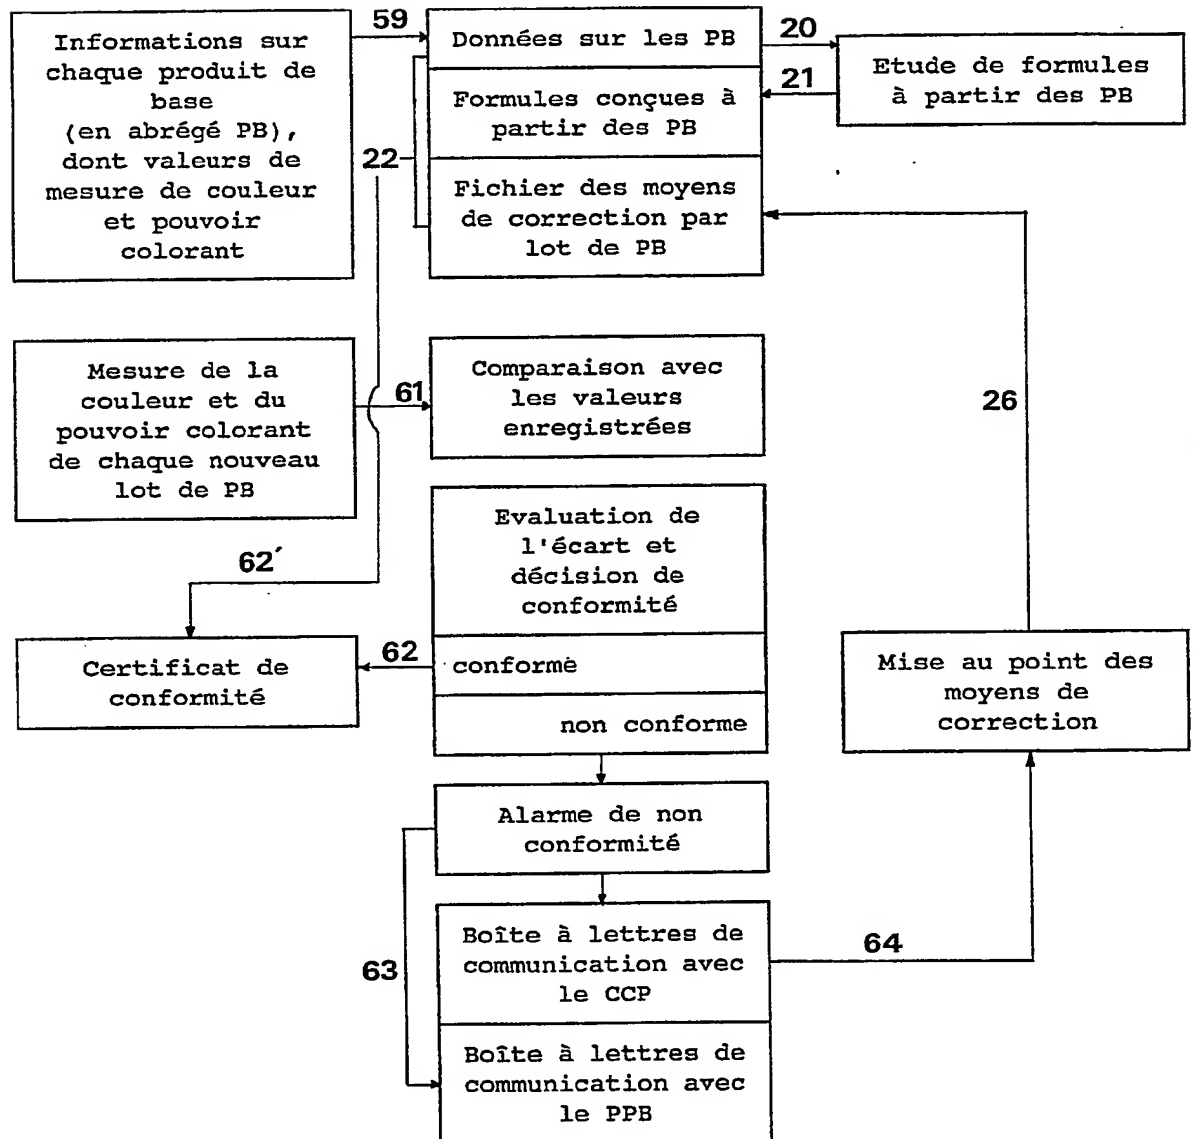 Informations sur
chaque produit de
base
(en abrégé PB),
dont valeurs de
mesure de couleur
et pouvoir
colorant
59
Données sur les PB
20
21
Etude de formules
à partir des PB
Formules conçues à
partir des PB
22
Fichier des moyens
de correction par
lot de PB
Mesure de la
couleur et du
pouvoir colorant
de chaque nouveau
lot de PB
61
Comparaison avec
les valeurs
enregistrées
26
Evaluation de
l'écart et
décision de
conformité
62′
Certificat de
conformité
62
conforme
non conforme
Mise au point des
moyens de
correction
Alarme de non
conformité
63
Boîte à lettres de
communication avec
le CCP
64
Boîte à lettres de
communication avec
le PPB